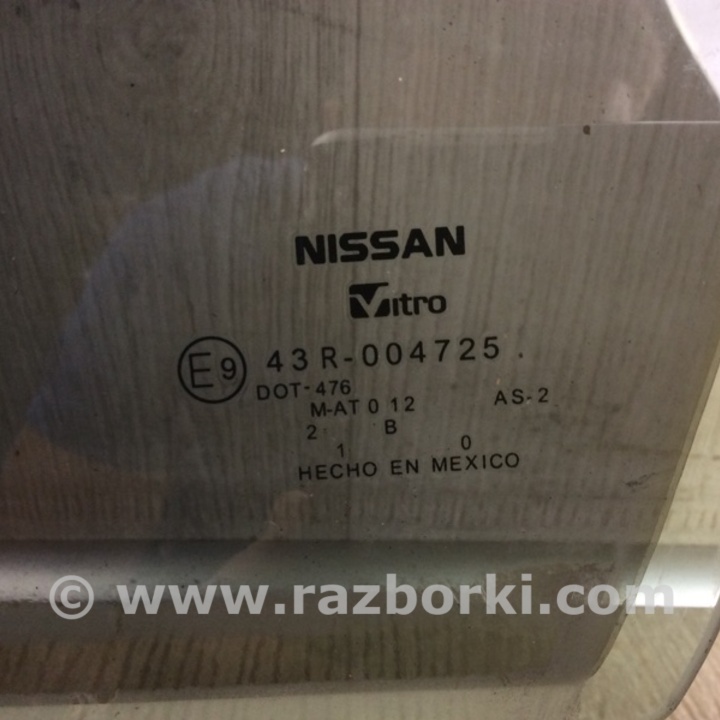 NISSAN
Vitro
E9 43R-004725 .
DOT-476
M-AT 0 12 AS-2
2 B
1 0
HECHO EN MEXICO
© www.razborki.com